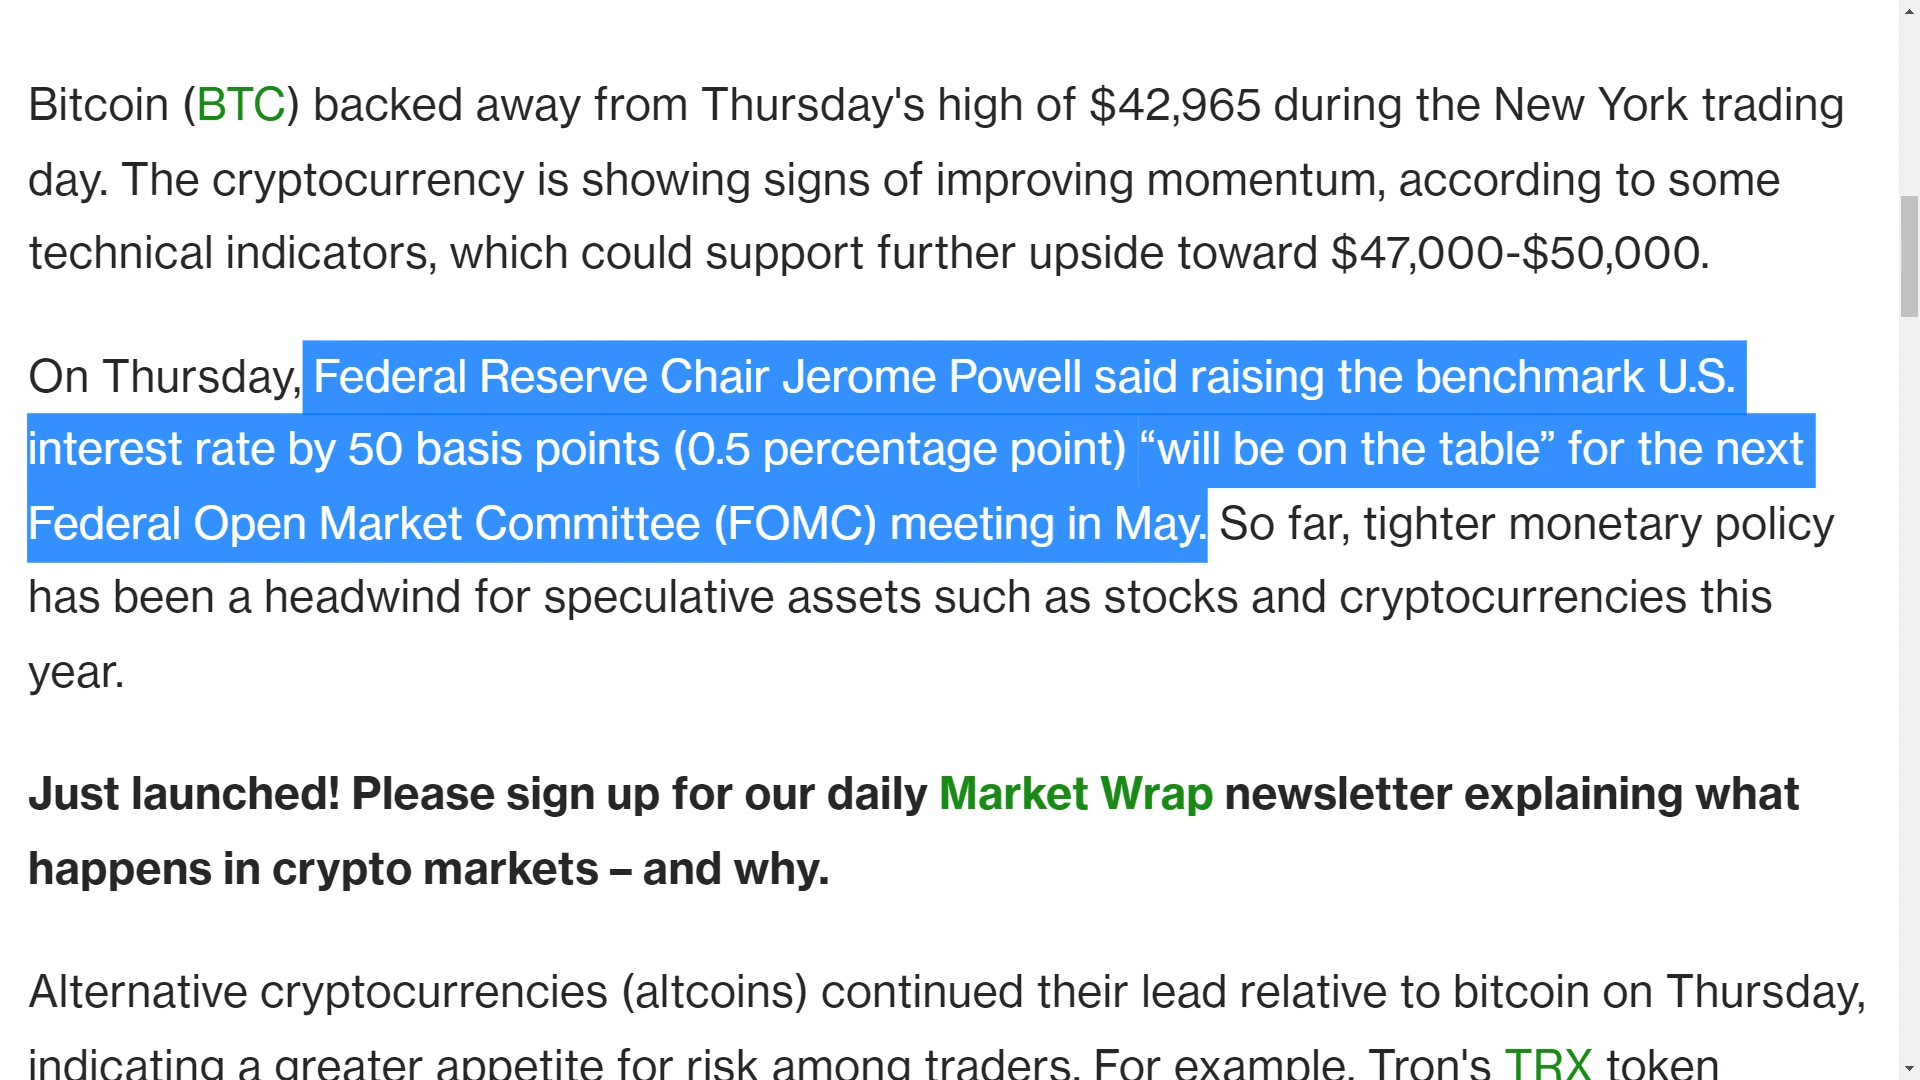 Bitcoin (BTC) backed away from Thursday's high of $42,965 during the New York trading
day. The cryptocurrency is showing signs of improving momentum, according to some
technical indicators, which could support further upside toward $47,000-$50,000.
On Thursday, Federal Reserve Chair Jerome Powell said raising the benchmark U.S.
interest rate by 50 basis points (0.5 percentage point) “will be on the table” for the next
Federal Open Market Committee (FOMC) meeting in May. So far, tighter monetary policy
has been a headwind for speculative assets such as stocks and cryptocurrencies this
year.
Just launched! Please sign up for our daily Market Wrap newsletter explaining what
happens in crypto markets – and why.
Alternative cryptocurrencies (altcoins) continued their lead relative to bitcoin on Thursday,
indicating a greater appetite for risk among traders. For example, Tron's TRX token